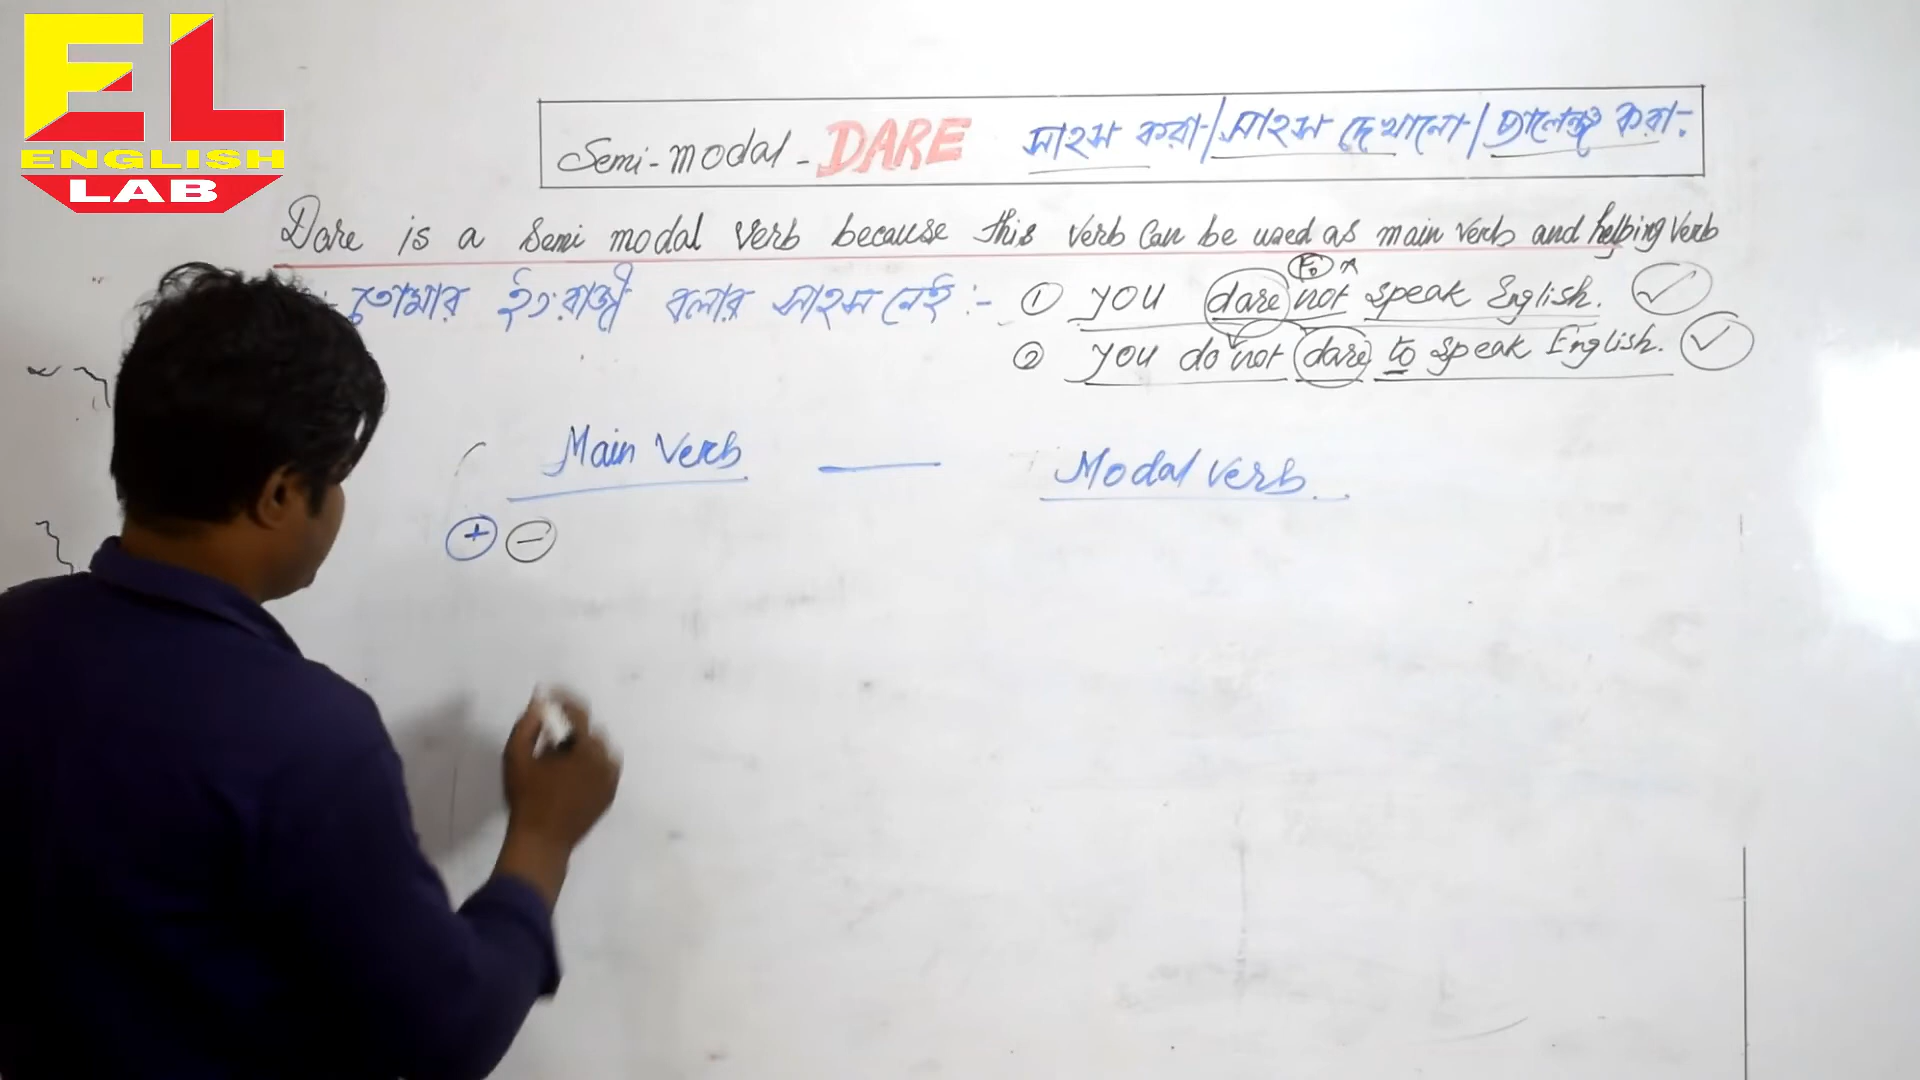 EL
ENGLISH
LAB
Semi-modal - DARE সাহস করা/সাহস দেখানো/চ্যালেঞ্জ করা:
Dare is a Semi modal verb because this verb can be used as main verb and helping verb
তোমার ইংরাজী বলার সাহস নেই :- ① you dare not speak English. ✓
② you do not dare to speak English. ✓
Main Verb — Modal verb
+ −